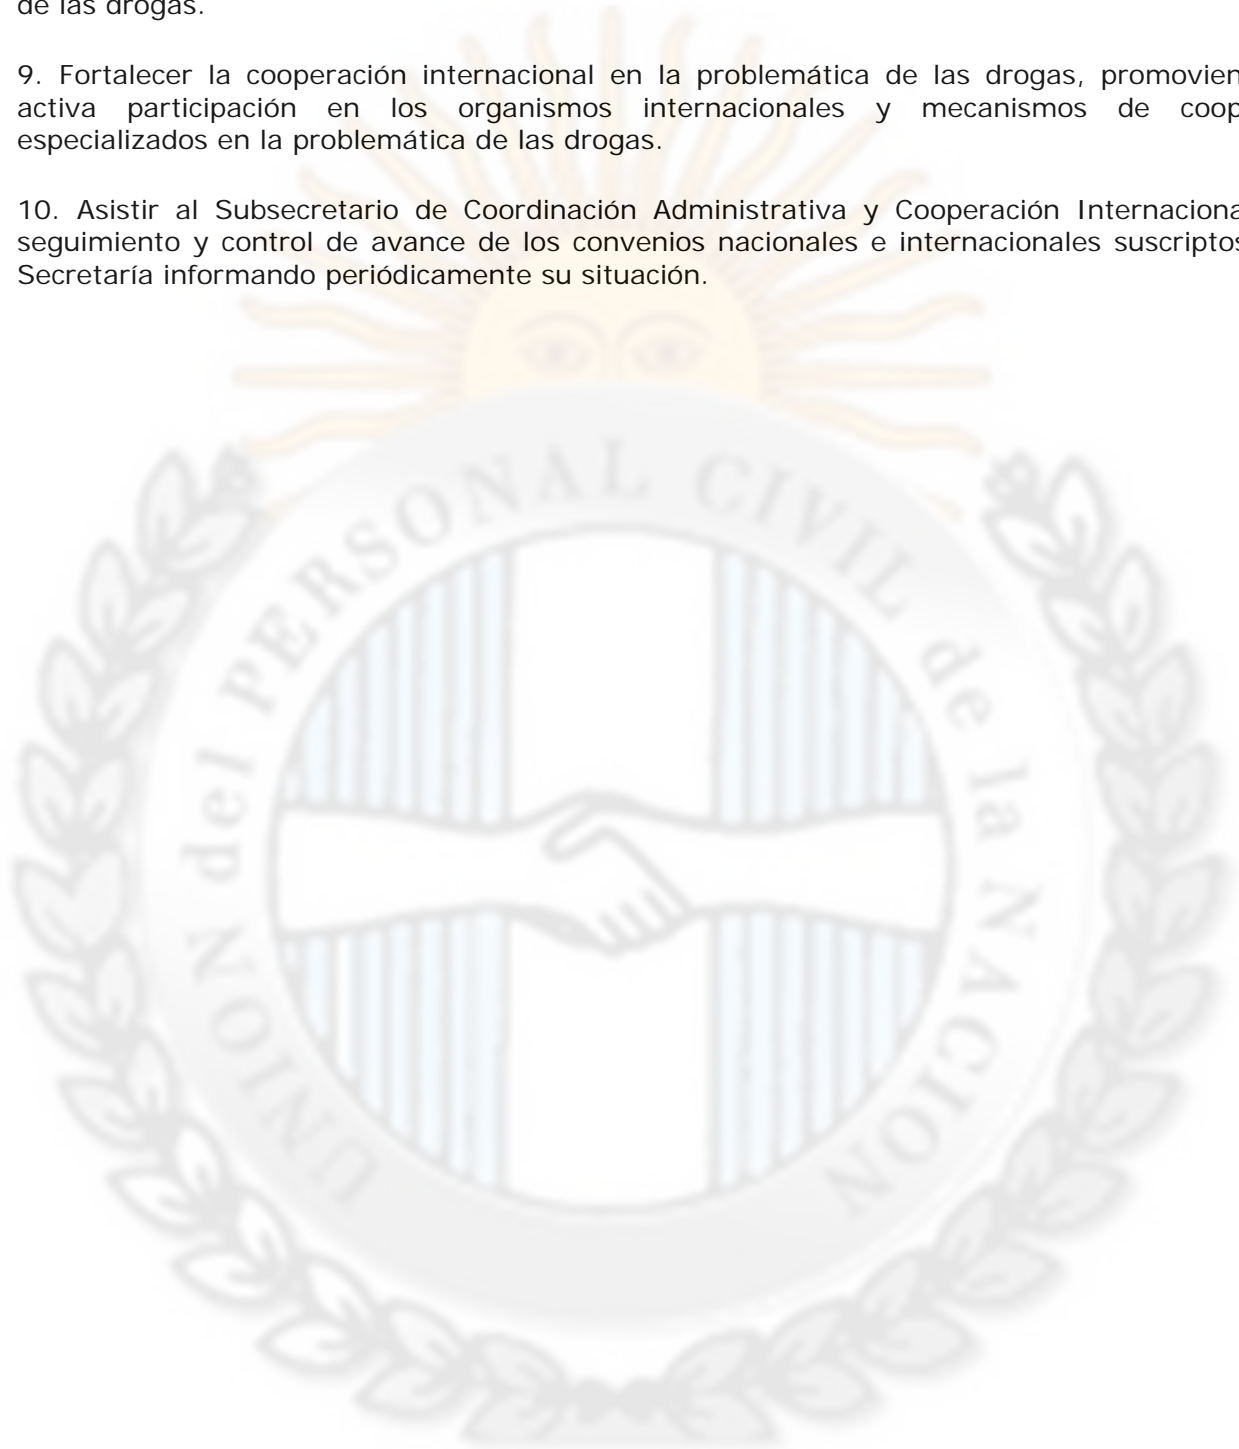 de las drogas.
9. Fortalecer la cooperación internacional en la problemática de las drogas, promovien
activa participación en los organismos internacionales y mecanismos de coop
especializados en la problemática de las drogas.
10. Asistir al Subsecretario de Coordinación Administrativa y Cooperación Internaciona
seguimiento y control de avance de los convenios nacionales e internacionales suscriptos
Secretaría informando periódicamente su situación.
UNION del PERSONAL CIVIL de la NACION